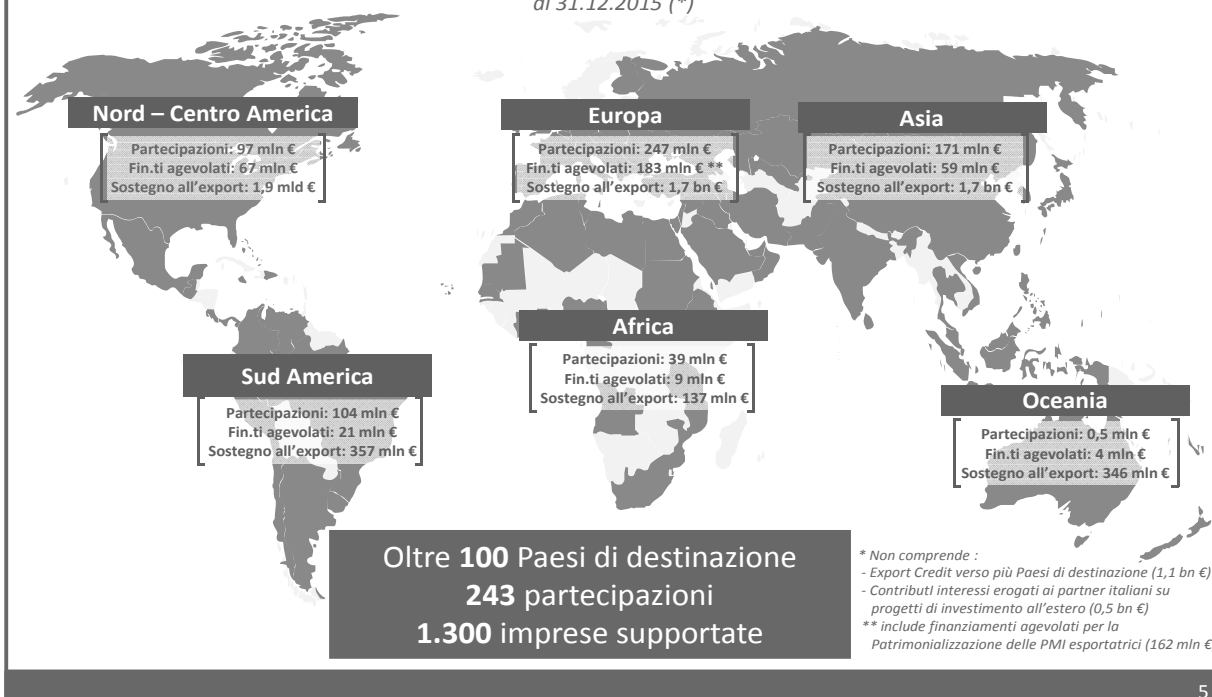 al 31.12.2015 (*)
Nord – Centro America
Partecipazioni: 97 mln €
Fin.ti agevolati: 67 mln €
Sostegno all'export: 1,9 mld €
Europa
Partecipazioni: 247 mln €
Fin.ti agevolati: 183 mln € **
Sostegno all'export: 1,7 bn €
Asia
Partecipazioni: 171 mln €
Fin.ti agevolati: 59 mln €
Sostegno all'export: 1,7 bn €
Africa
Partecipazioni: 39 mln €
Fin.ti agevolati: 9 mln €
Sostegno all'export: 137 mln €
Sud America
Partecipazioni: 104 mln €
Fin.ti agevolati: 21 mln €
Sostegno all'export: 357 mln €
Oceania
Partecipazioni: 0,5 mln €
Fin.ti agevolati: 4 mln €
Sostegno all'export: 346 mln €
Oltre 100 Paesi di destinazione
243 partecipazioni
1.300 imprese supportate
* Non comprende :
- Export Credit verso più Paesi di destinazione (1,1 bn €)
- ContributI interessi erogati ai partner italiani su
progetti di investimento all'estero (0,5 bn €)
** include finanziamenti agevolati per la
Patrimonializzazione delle PMI esportatrici (162 mln €
5